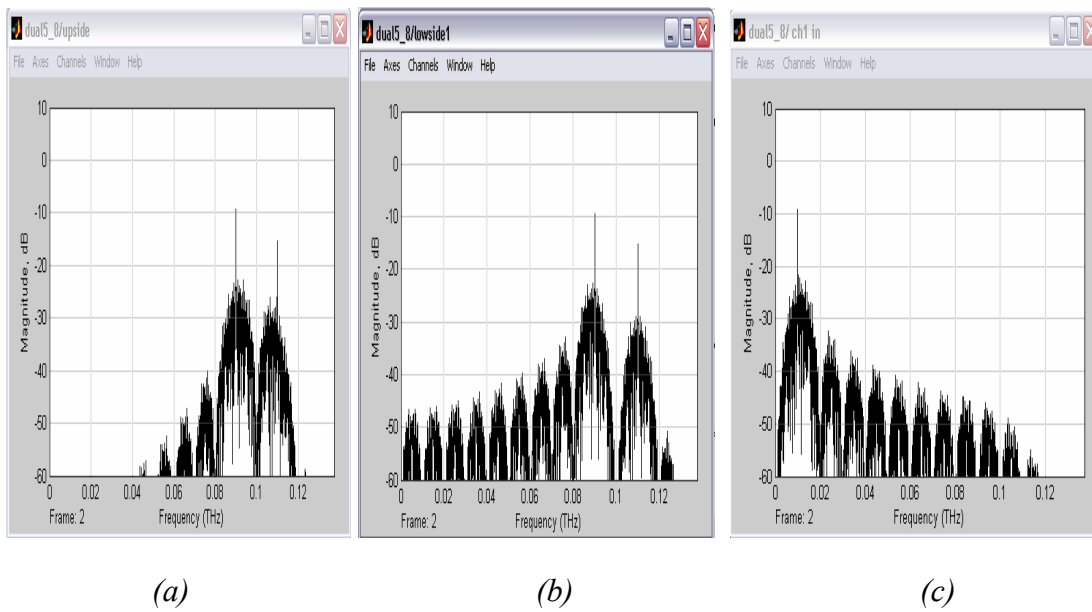 dual5_8/upside
File Axes Channels Window Help
10
0
-10
-20
-30
-40
-50
-60
Magnitude, dB
0 0.02 0.04 0.06 0.08 0.1 0.12
Frame: 2 Frequency (THz)
dual5_8/lowside1
File Axes Channels Window Help
10
0
-10
-20
-30
-40
-50
-60
Magnitude, dB
0 0.02 0.04 0.06 0.08 0.1 0.12
Frame: 2 Frequency (THz)
dual5_8/ ch1 in
File Axes Channels Window Help
10
0
-10
-20
-30
-40
-50
-60
Magnitude, dB
0 0.02 0.04 0.06 0.08 0.1 0.12
Frame: 2 Frequency (THz)
(a) (b) (c)